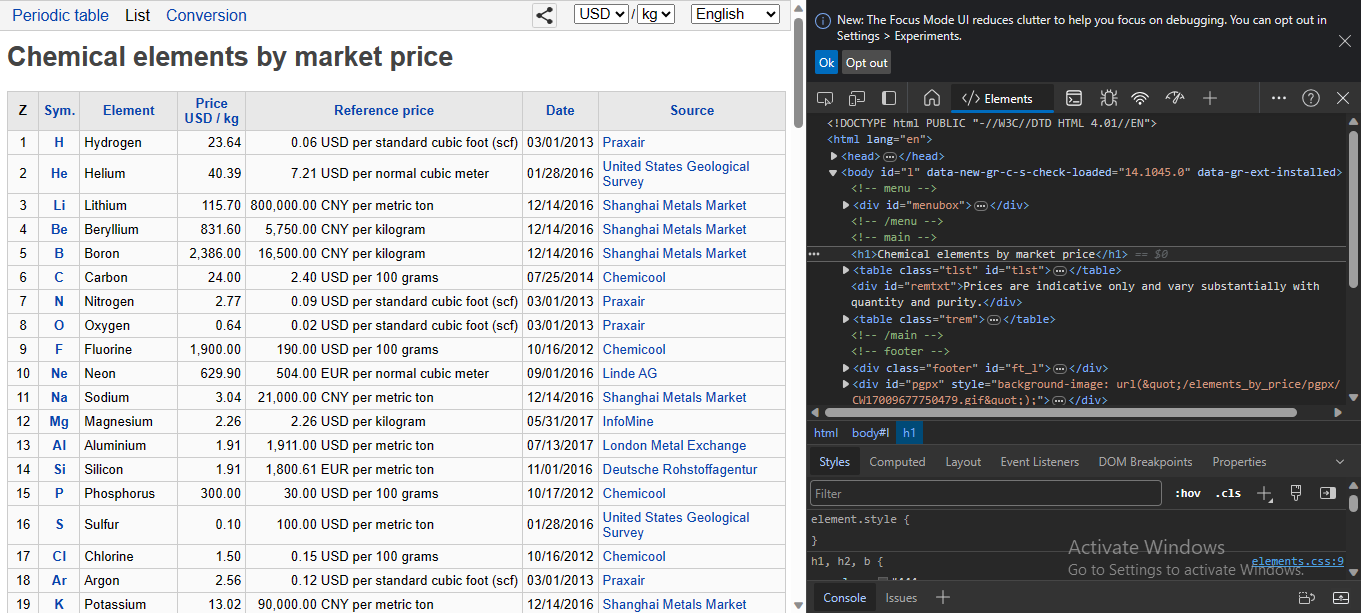 Periodic table List Conversion USD / kg English
Chemical elements by market price
Z Sym. Element Price USD / kg Reference price Date Source
1 H Hydrogen 23.64 0.06 USD per standard cubic foot (scf) 03/01/2013 Praxair
2 He Helium 40.39 7.21 USD per normal cubic meter 01/28/2016 United States Geological Survey
3 Li Lithium 115.70 800,000.00 CNY per metric ton 12/14/2016 Shanghai Metals Market
4 Be Beryllium 831.60 5,750.00 CNY per kilogram 12/14/2016 Shanghai Metals Market
5 B Boron 2,386.00 16,500.00 CNY per kilogram 12/14/2016 Shanghai Metals Market
6 C Carbon 24.00 2.40 USD per 100 grams 07/25/2014 Chemicool
7 N Nitrogen 2.77 0.09 USD per standard cubic foot (scf) 03/01/2013 Praxair
8 O Oxygen 0.64 0.02 USD per standard cubic foot (scf) 03/01/2013 Praxair
9 F Fluorine 1,900.00 190.00 USD per 100 grams 10/16/2012 Chemicool
10 Ne Neon 629.90 504.00 EUR per normal cubic meter 09/01/2016 Linde AG
11 Na Sodium 3.04 21,000.00 CNY per metric ton 12/14/2016 Shanghai Metals Market
12 Mg Magnesium 2.26 2.26 USD per kilogram 05/31/2017 InfoMine
13 Al Aluminium 1.91 1,911.00 USD per metric ton 07/13/2017 London Metal Exchange
14 Si Silicon 1.91 1,800.61 EUR per metric ton 11/01/2016 Deutsche Rohstoffagentur
15 P Phosphorus 300.00 30.00 USD per 100 grams 10/17/2012 Chemicool
16 S Sulfur 0.10 100.00 USD per metric ton 01/28/2016 United States Geological Survey
17 Cl Chlorine 1.50 0.15 USD per 100 grams 10/16/2012 Chemicool
18 Ar Argon 2.56 0.12 USD per standard cubic foot (scf) 03/01/2013 Praxair
19 K Potassium 13.02 90,000.00 CNY per metric ton 12/14/2016 Shanghai Metals Market
New: The Focus Mode UI reduces clutter to help you focus on debugging. You can opt out in
Settings > Experiments.
Ok Opt out
</> Elements
<!DOCTYPE html PUBLIC "-//W3C//DTD HTML 4.01//EN">
<html lang="en">
<head> … </head>
<body id="l" data-new-gr-c-s-check-loaded="14.1045.0" data-gr-ext-installed>
<!-- menu -->
<div id="menubox"> … </div>
<!-- /menu -->
<!-- main -->
<h1>Chemical elements by market price</h1> == $0
<table class="tlst" id="tlst"> … </table>
<div id="remtxt">Prices are indicative only and vary substantially with
quantity and purity.</div>
<table class="trem"> … </table>
<!-- /main -->
<!-- footer -->
<div class="footer" id="ft_l"> … </div>
<div id="pgpx" style="background-image: url(&quot;/elements_by_price/pgpx/
CW17009677750479.gif&quot;);"> … </div>
html body#l h1
Styles Computed Layout Event Listeners DOM Breakpoints Properties
Filter :hov .cls
element.style {
}
h1, h2, b { elements.css:9
Activate Windows
Go to Settings to activate Windows.
Console Issues